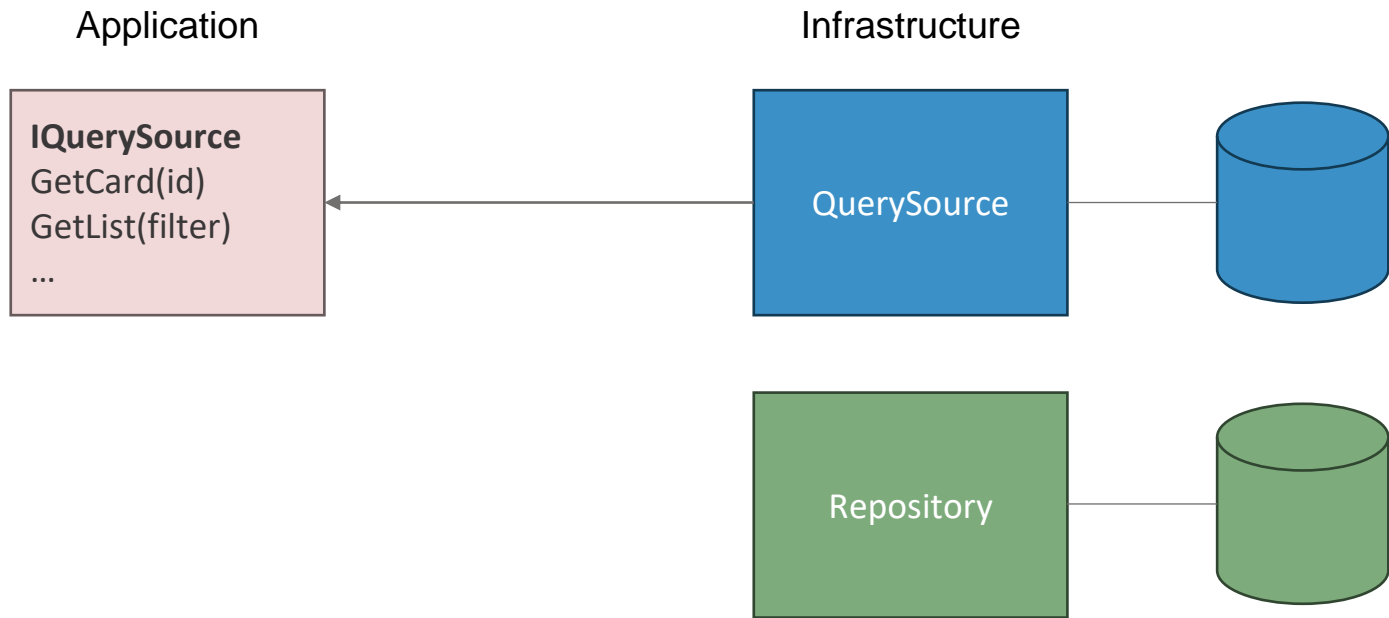 Application
Infrastructure
IQuerySource
GetCard(id)
GetList(filter)
…
QuerySource
Repository